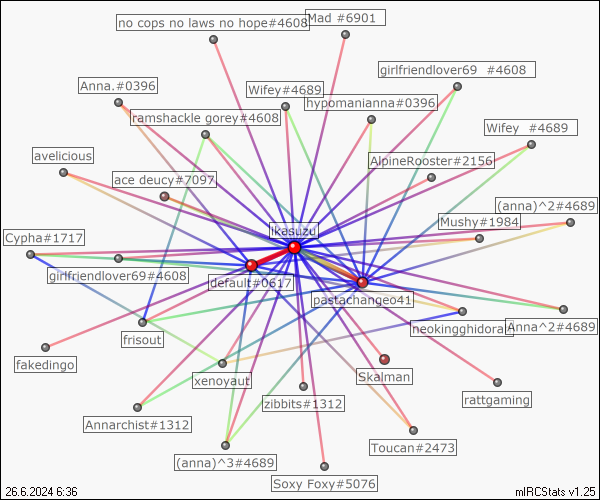 no cops no laws no hope#4608
Mad #6901
girlfriendlover69  #4608
Anna.#0396
Wifey#4689
hypomanianna#0396
ramshackle gorey#4608
Wifey  #4689
avelicious
AlpineRooster#2156
ace deucy#7097
(anna)^2#4689
Mushy#1984
ikasuzu
Cypha#1717
girlfriendlover69#4608
default#0617
pastachangeo41
neokingghidorah
Anna^2#4689
frisout
fakedingo
xenoyaut
Skalman
rattgaming
zibbits#1312
Annarchist#1312
Toucan#2473
(anna)^3#4689
Soxy Foxy#5076
26.6.2024 6:36
mIRCStats v1.25